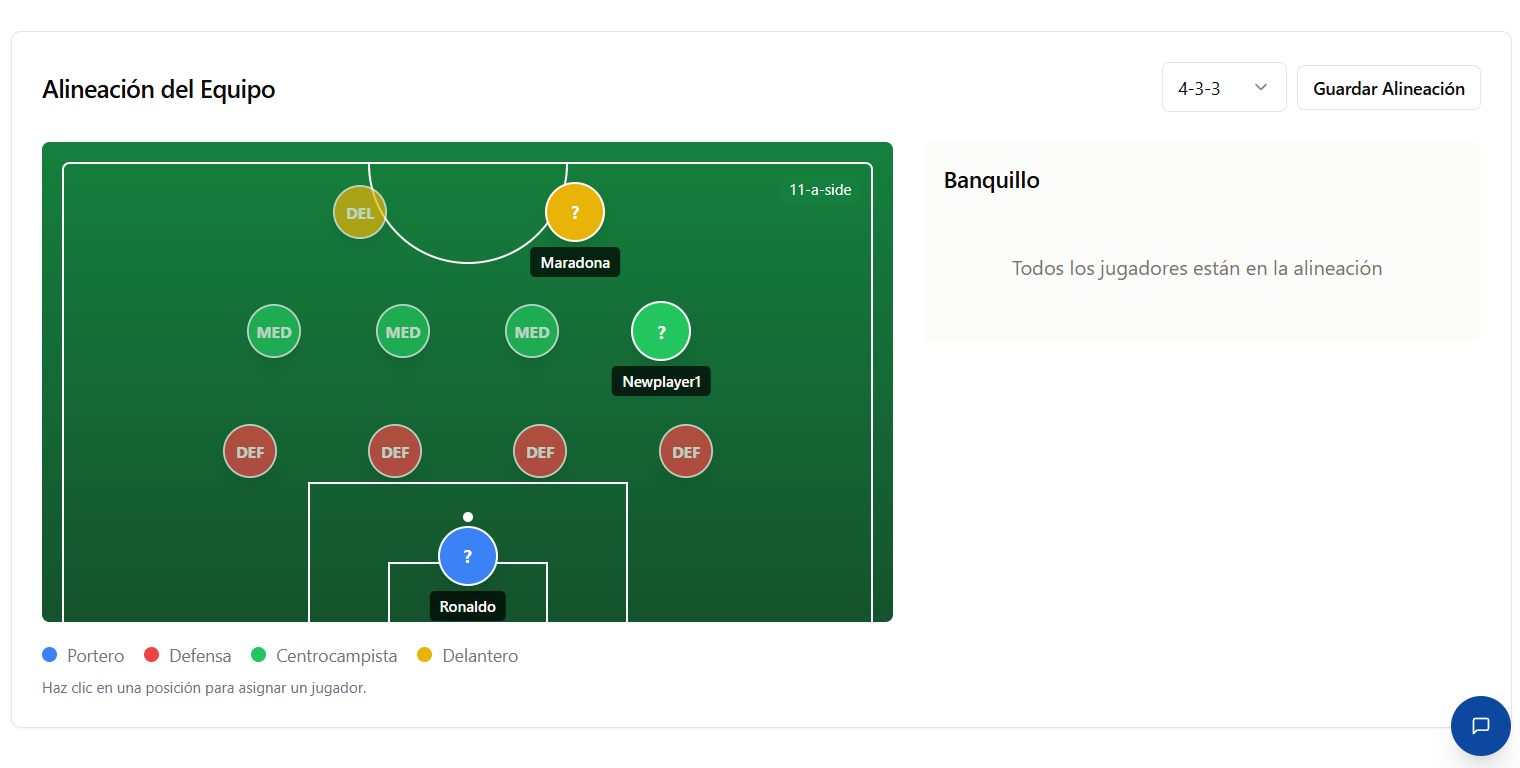 Alineación del Equipo
4-3-3
Guardar Alineación
11-a-side
DEL
?
Maradona
MED
MED
MED
?
Newplayer1
DEF
DEF
DEF
DEF
?
Ronaldo
Banquillo
Todos los jugadores están en la alineación
Portero
Defensa
Centrocampista
Delantero
Haz clic en una posición para asignar un jugador.